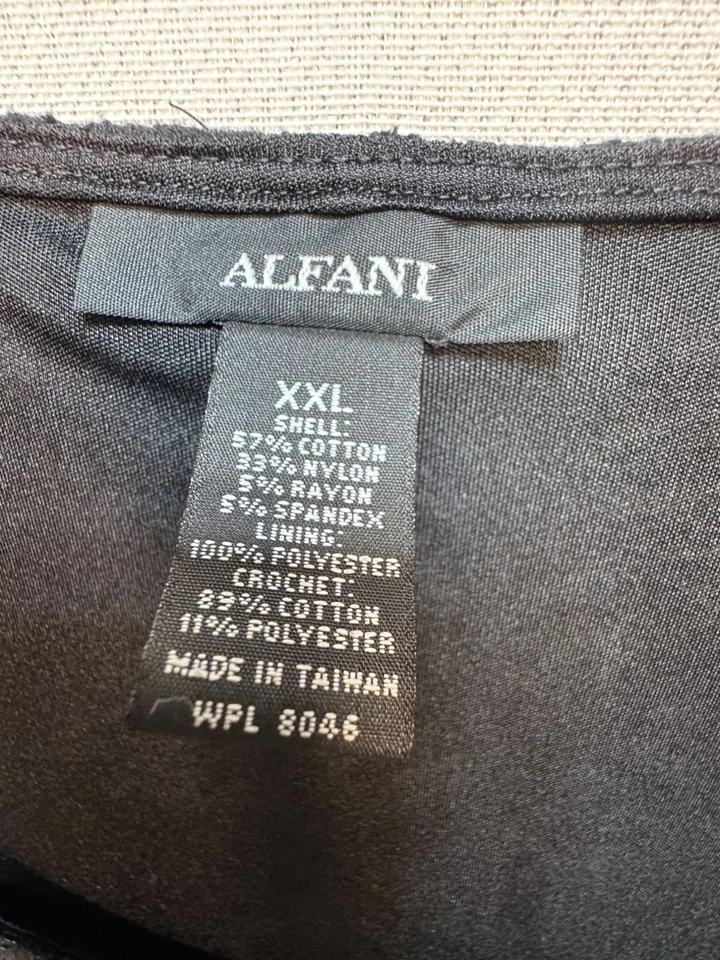 ALFANI
XXL
SHELL:
57% COTTON
33% NYLON
5% RAYON
5% SPANDEX
LINING:
100% POLYESTER
CROCHET:
89% COTTON
11% POLYESTER
MADE IN TAIWAN
WPL 8046